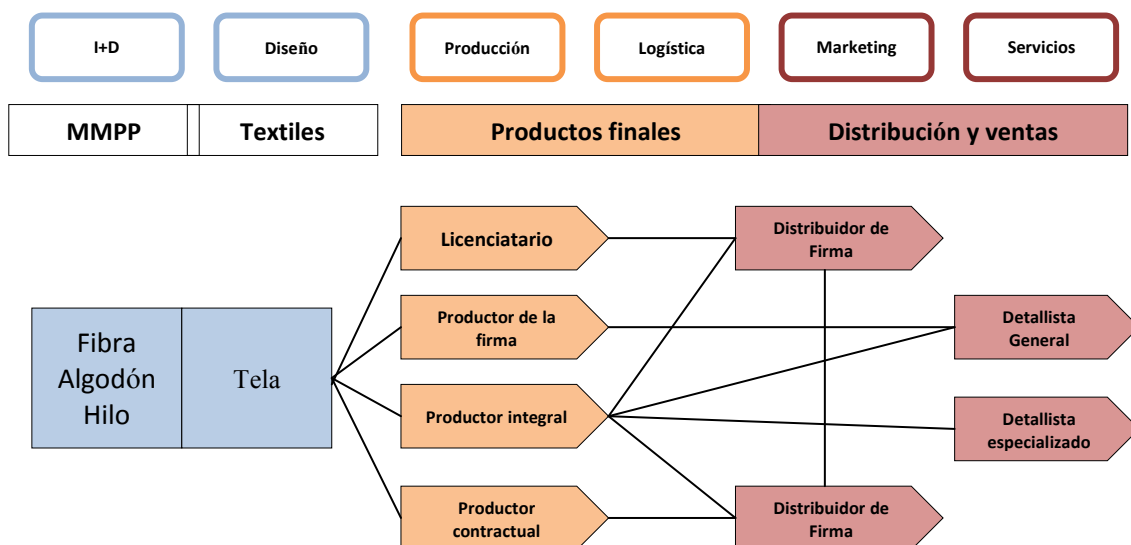 I+D
Diseño
Producción
Logística
Marketing
Servicios
MMPP
Textiles
Productos finales
Distribución y ventas
Licenciatario
Distribuidor de
Firma
Productor de la
firma
Detallista
General
Fibra
Algodón
Hilo
Tela
Productor integral
Detallista
especializado
Productor
contractual
Distribuidor de
Firma